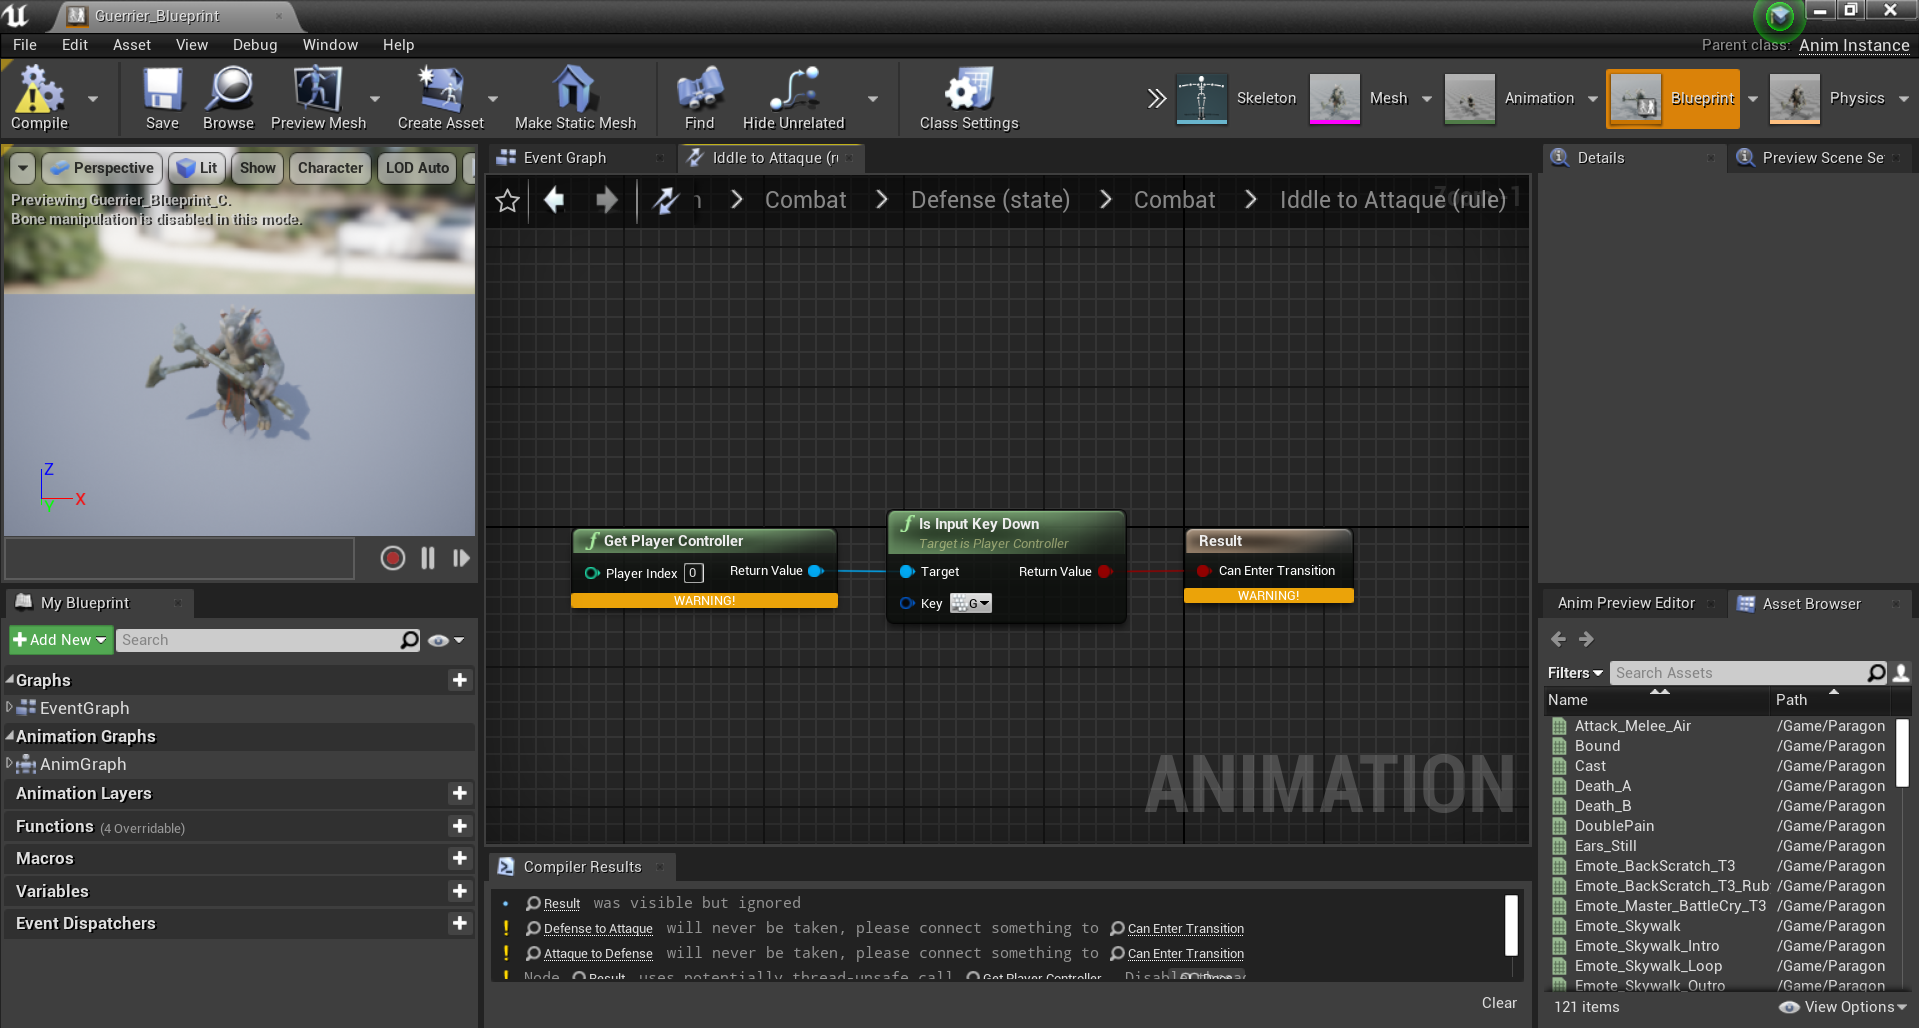 Guerrier_Blueprint
File Edit Asset View Debug Window Help
Parent class: Anim Instance
Compile Save Browse Preview Mesh Create Asset Make Static Mesh Find Hide Unrelated Class Settings
Skeleton Mesh Animation Blueprint Physics
Perspective Lit Show Character LOD Auto
Previewing Guerrier_Blueprint_C.
Bone manipulation is disabled in this mode.
Z
X
Y
Event Graph Iddle to Attaque (ru
Combat Defense (state) Combat Iddle to Attaque (rule)
Get Player Controller
Player Index 0 Return Value
WARNING!
Is Input Key Down
Target is Player Controller
Target Return Value
Key G
Result
Can Enter Transition
WARNING!
ANIMATION
My Blueprint
Add New Search
Graphs
EventGraph
Animation Graphs
AnimGraph
Animation Layers
Functions (4 Overridable)
Macros
Variables
Event Dispatchers
Compiler Results
Result was visible but ignored
Defense to Attaque will never be taken, please connect something to Can Enter Transition
Attaque to Defense will never be taken, please connect something to Can Enter Transition
Node Result uses potentially thread-unsafe call Get Player Controller
Clear
Details Preview Scene Se
Anim Preview Editor Asset Browser
Filters Search Assets
Name Path
Attack_Melee_Air /Game/Paragon
Bound /Game/Paragon
Cast /Game/Paragon
Death_A /Game/Paragon
Death_B /Game/Paragon
DoublePain /Game/Paragon
Ears_Still /Game/Paragon
Emote_BackScratch_T3 /Game/Paragon
Emote_BackScratch_T3_Rub /Game/Paragon
Emote_Master_BattleCry_T3 /Game/Paragon
Emote_Skywalk /Game/Paragon
Emote_Skywalk_Intro /Game/Paragon
Emote_Skywalk_Loop /Game/Paragon
Emote_Skywalk_Outro /Game/Paragon
121 items View Options